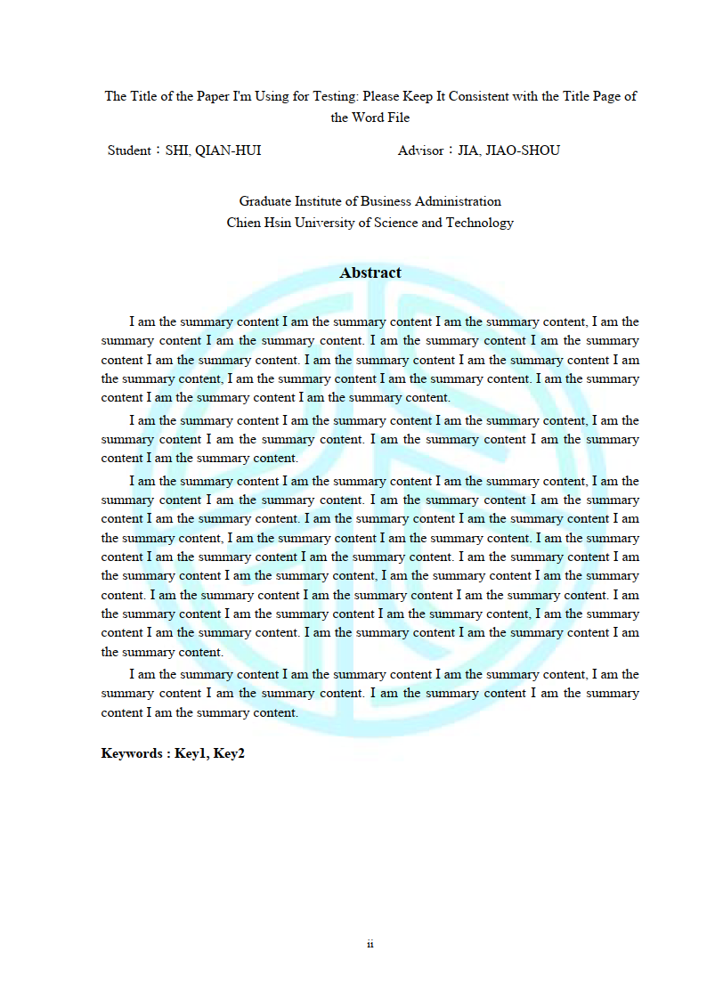 The Title of the Paper I'm Using for Testing: Please Keep It Consistent with the Title Page of
the Word File
Student：SHI, QIAN-HUI Advisor：JIA, JIAO-SHOU
Graduate Institute of Business Administration
Chien Hsin University of Science and Technology
Abstract
I am the summary content I am the summary content I am the summary content, I am the
summary content I am the summary content. I am the summary content I am the summary
content I am the summary content. I am the summary content I am the summary content I am
the summary content, I am the summary content I am the summary content. I am the summary
content I am the summary content I am the summary content.
I am the summary content I am the summary content I am the summary content, I am the
summary content I am the summary content. I am the summary content I am the summary
content I am the summary content.
I am the summary content I am the summary content I am the summary content, I am the
summary content I am the summary content. I am the summary content I am the summary
content I am the summary content. I am the summary content I am the summary content I am
the summary content, I am the summary content I am the summary content. I am the summary
content I am the summary content I am the summary content. I am the summary content I am
the summary content I am the summary content, I am the summary content I am the summary
content. I am the summary content I am the summary content I am the summary content. I am
the summary content I am the summary content I am the summary content, I am the summary
content I am the summary content. I am the summary content I am the summary content I am
the summary content.
I am the summary content I am the summary content I am the summary content, I am the
summary content I am the summary content. I am the summary content I am the summary
content I am the summary content.
Keywords : Key1, Key2
ii